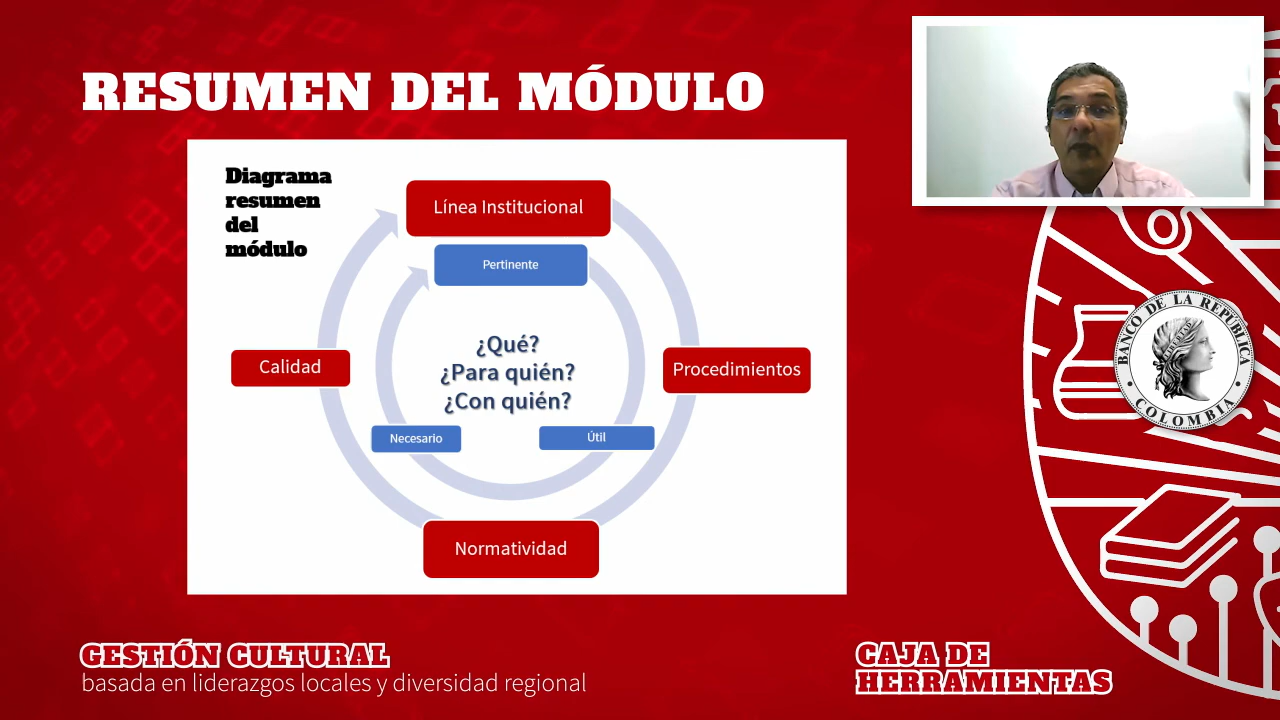 RESUMEN DEL MÓDULO
Diagrama
resumen
del
módulo
Línea Institucional
Pertinente
¿Qué?
¿Para quién?
¿Con quién?
Calidad
Procedimientos
Necesario
Útil
Normatividad
BANCO DE LA REPÚBLICA
COLOMBIA
GESTIÓN CULTURAL
basada en liderazgos locales y diversidad regional
CAJA DE
HERRAMIENTAS